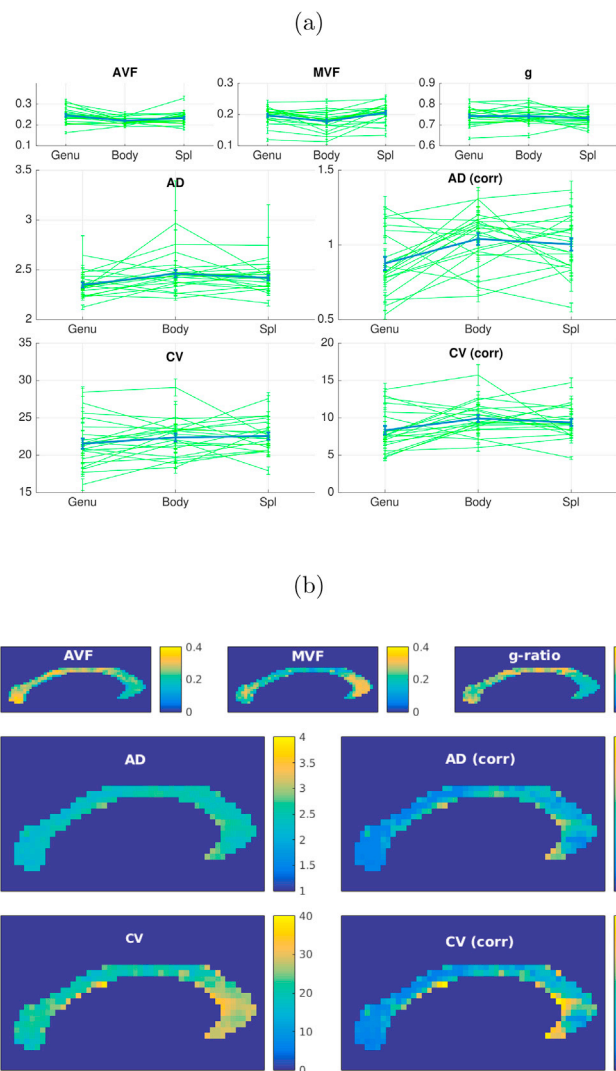 (a)
AVF MVF g
0.3 0.3 0.9
0.2 0.2 0.8
0.7
0.1 0.1 0.6
Genu Body Spl Genu Body Spl Genu Body Spl
3.5 AD 1.5 AD (corr)
3
2.5 1
2 0.5
Genu Body Spl Genu Body Spl
35 CV 20 CV (corr)
30 15
25 10
20 5
15 0
Genu Body Spl Genu Body Spl
(b)
AVF 0.4 MVF 0.4 g-ratio
0.2 0.2
0 0
AD 4 AD (corr)
3.5
3
2.5
2
1.5
1
CV 40 CV (corr)
30
20
10
0